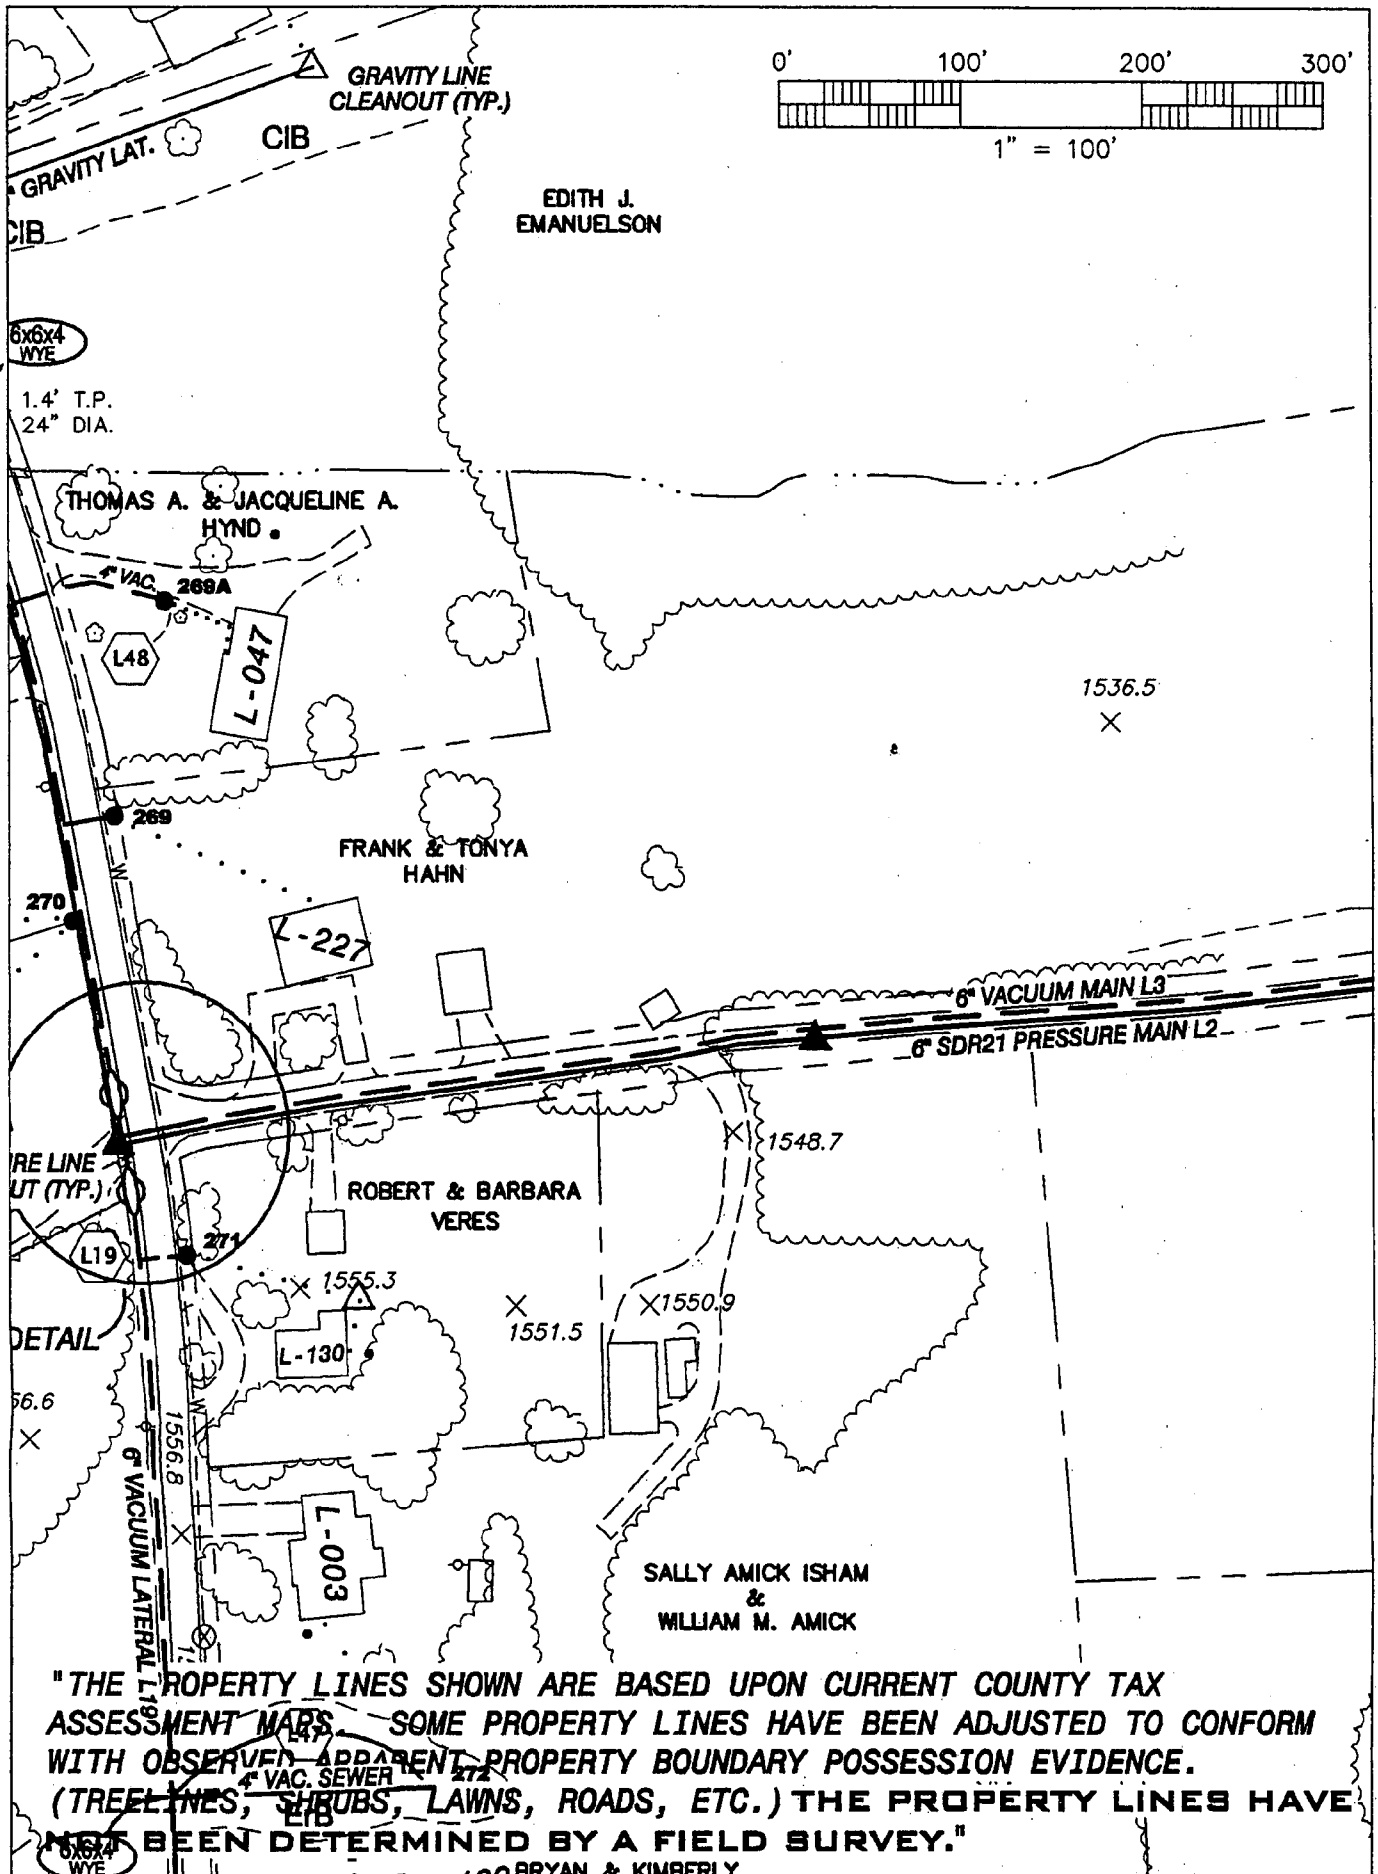 0' 100' 200' 300'
1" = 100'
GRAVITY LINE
CLEANOUT (TYP.)
CIB
GRAVITY LAT.
CIB
EDITH J.
EMANUELSON
6x6x4
WYE
1.4' T.P.
24" DIA.
THOMAS A. & JACQUELINE A.
HYND
4" VAC.
269A
L48
L-047
1536.5
269
FRANK & TONYA
HAHN
W
270
L-227
6" VACUUM MAIN L3
6" SDR21 PRESSURE MAIN L2
1548.7
RE LINE
UT (TYP.)
ROBERT & BARBARA
VERES
L19
271
1555.3
1550.9
1551.5
DETAIL
L-130
56.6
W
1556.8
6" VACUUM LATERAL L19
L-003
SALLY AMICK ISHAM
&
WILLIAM M. AMICK
"THE PROPERTY LINES SHOWN ARE BASED UPON CURRENT COUNTY TAX
ASSESSMENT MAPS. SOME PROPERTY LINES HAVE BEEN ADJUSTED TO CONFORM
L47
WITH OBSERVED APPARENT PROPERTY BOUNDARY POSSESSION EVIDENCE.
4" VAC. SEWER
272
(TREELINES, SHRUBS, LAWNS, ROADS, ETC.) THE PROPERTY LINES HAVE
EIB
NOT BEEN DETERMINED BY A FIELD SURVEY."
6x6x4
WYE
BRYAN & KIMBERLY